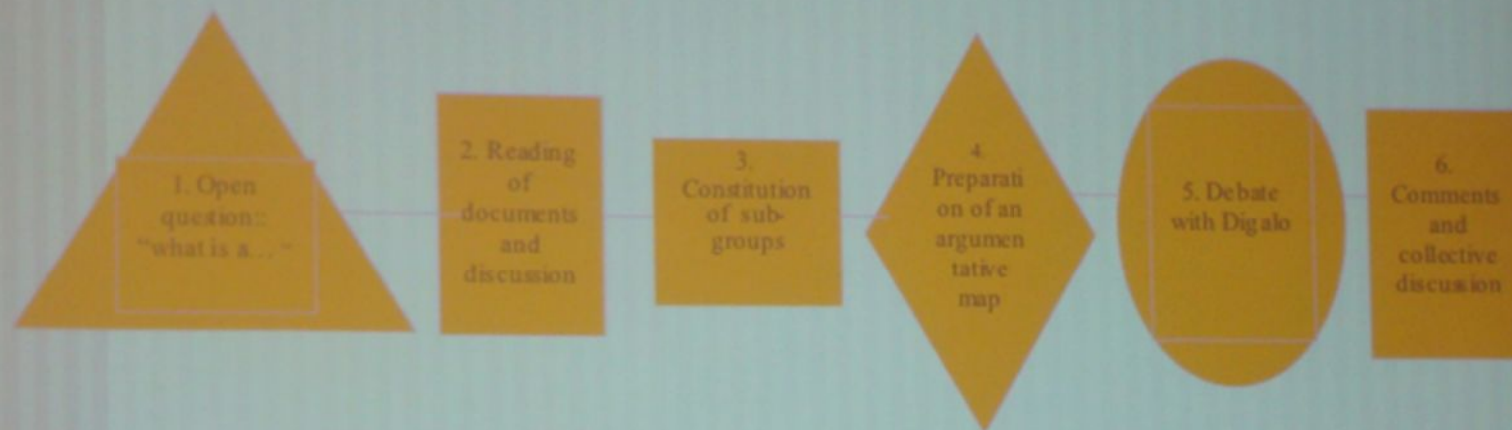 1. Open
question::
"what is a... "
2. Reading
of
documents
and
discussion
3.
Constitution
of sub-
groups
4.
Preparati
on of an
argumen
tative
map
5. Debate
with Digalo
6.
Comments
and
collective
discussion